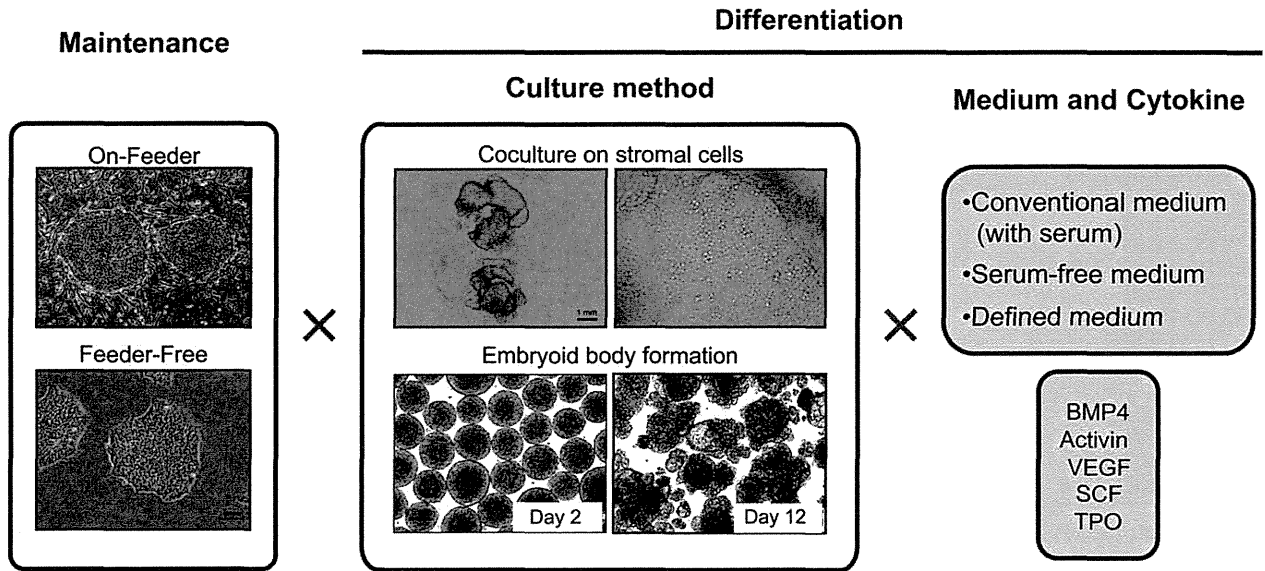 Differentiation
Maintenance
Culture method
Medium and Cytokine
On-Feeder
Feeder-Free
×
Coculture on stromal cells
1 mm
Embryoid body formation
Day 2
Day 12
×
•Conventional medium
(with serum)
•Serum-free medium
•Defined medium
BMP4
Activin
VEGF
SCF
TPO